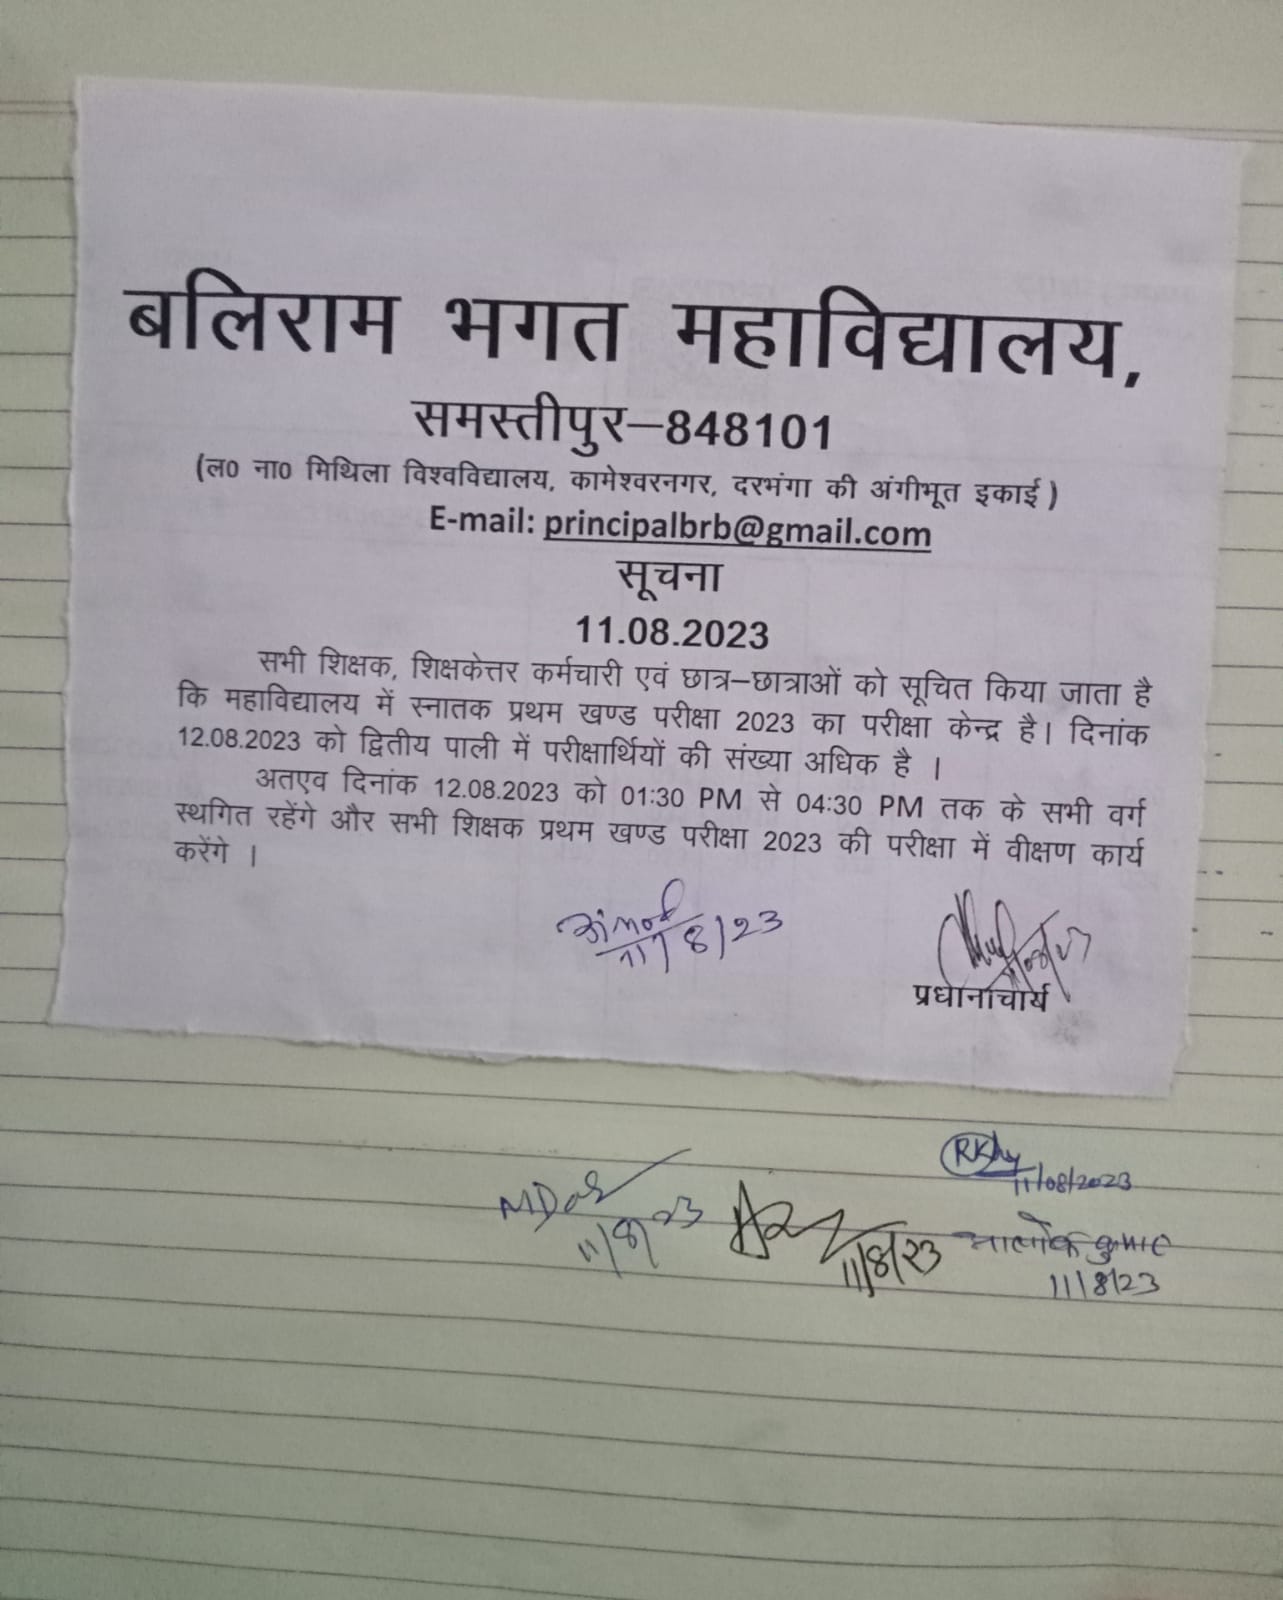 बलिराम भगत महाविद्यालय,
समस्तीपुर–848101
(ल0 ना0 मिथिला विश्वविद्यालय, कामेश्वरनगर, दरभंगा की अंगीभूत इकाई)
E-mail: principalbrb@gmail.com
सूचना
11.08.2023
सभी शिक्षक, शिक्षकेत्तर कर्मचारी एवं छात्र–छात्राओं को सूचित किया जाता है
कि महाविद्यालय में स्नातक प्रथम खण्ड परीक्षा 2023 का परीक्षा केन्द्र है। दिनांक
12.08.2023 को द्वितीय पाली में परीक्षार्थियों की संख्या अधिक है ।
अतएव दिनांक 12.08.2023 को 01:30 PM से 04:30 PM तक के सभी वर्ग
स्थगित रहेंगे और सभी शिक्षक प्रथम खण्ड परीक्षा 2023 की परीक्षा में वीक्षण कार्य
करेंगे ।
11/8/23
प्रधानाचार्य
11/08/2023
11/8/23
11/8/23
आलोक कुमार
11/8/23